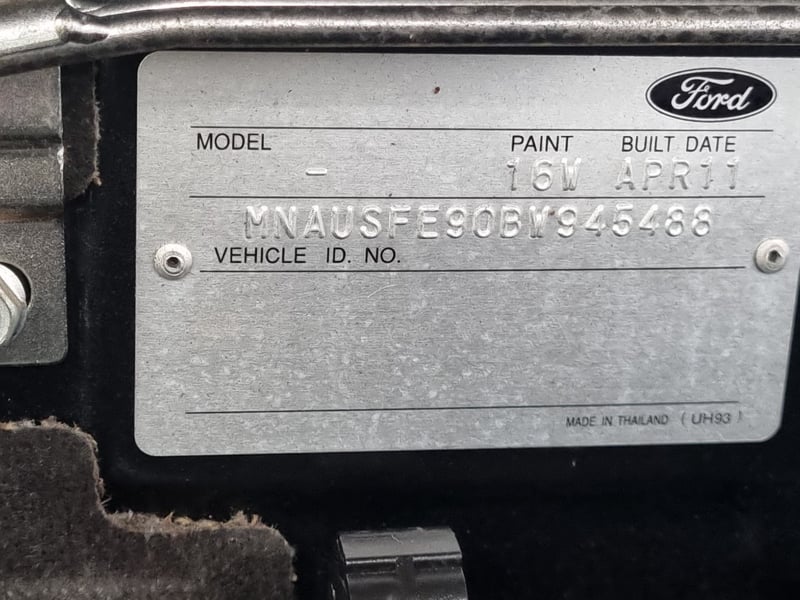 Ford
MODEL PAINT BUILT DATE
- 16W APR11
MNAUSFE90BW945488
VEHICLE ID. NO.
MADE IN THAILAND (UH93)